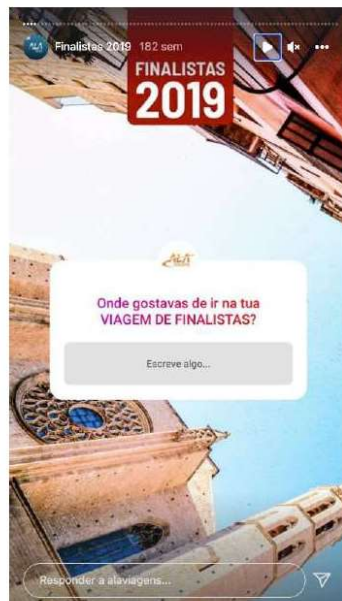 Finalistas 2019 182 sem
FINALISTAS
2019
ALA
Onde gostavas de ir na tua
VIAGEM DE FINALISTAS?
Escreve algo...
Responder a alaviagens...